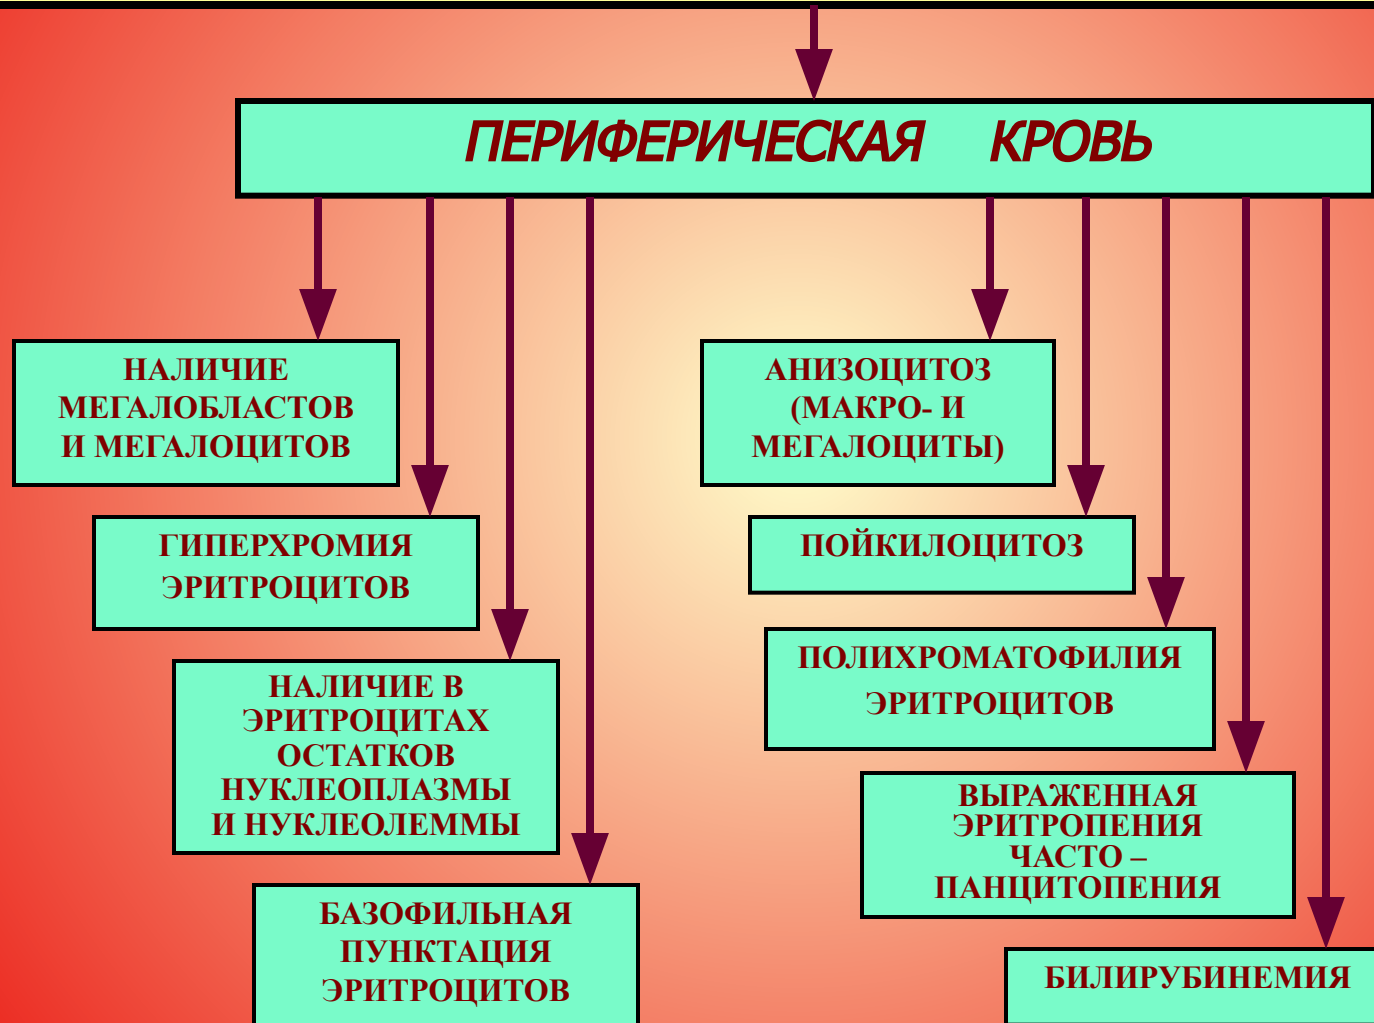 ПЕРИФЕРИЧЕСКАЯ КРОВЬ
НАЛИЧИЕ
МЕГАЛОБЛАСТОВ
И МЕГАЛОЦИТОВ
ГИПЕРХРОМИЯ
ЭРИТРОЦИТОВ
НАЛИЧИЕ В
ЭРИТРОЦИТАХ
ОСТАТКОВ
НУКЛЕОПЛАЗМЫ
И НУКЛЕОЛЕММЫ
БАЗОФИЛЬНАЯ
ПУНКТАЦИЯ
ЭРИТРОЦИТОВ
АНИЗОЦИТОЗ
(МАКРО- И
МЕГАЛОЦИТЫ)
ПОЙКИЛОЦИТОЗ
ПОЛИХРОМАТОФИЛИЯ
ЭРИТРОЦИТОВ
ВЫРАЖЕННАЯ
ЭРИТРОПЕНИЯ
ЧАСТО –
ПАНЦИТОПЕНИЯ
БИЛИРУБИНЕМИЯ